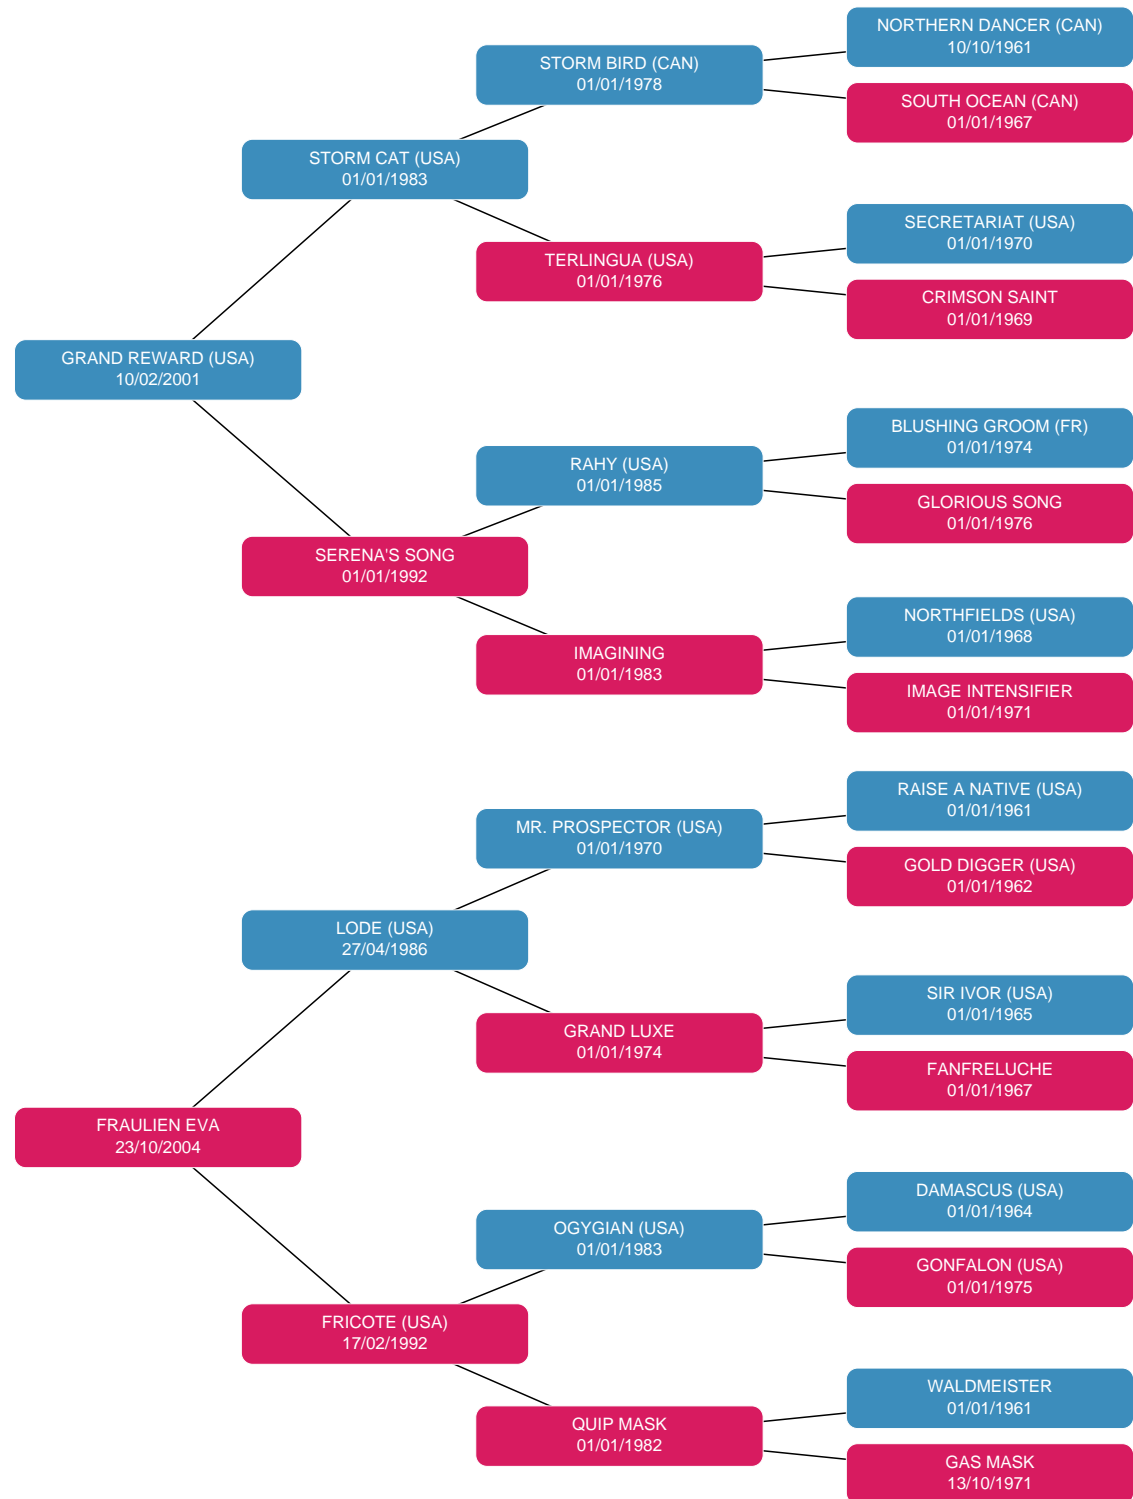 NORTHERN DANCER (CAN)
10/10/1961
STORM BIRD (CAN)
01/01/1978
SOUTH OCEAN (CAN)
01/01/1967
STORM CAT (USA)
01/01/1983
SECRETARIAT (USA)
01/01/1970
TERLINGUA (USA)
01/01/1976
CRIMSON SAINT
01/01/1969
GRAND REWARD (USA)
10/02/2001
BLUSHING GROOM (FR)
01/01/1974
RAHY (USA)
01/01/1985
GLORIOUS SONG
01/01/1976
SERENA'S SONG
01/01/1992
NORTHFIELDS (USA)
01/01/1968
IMAGINING
01/01/1983
IMAGE INTENSIFIER
01/01/1971
RAISE A NATIVE (USA)
01/01/1961
MR. PROSPECTOR (USA)
01/01/1970
GOLD DIGGER (USA)
01/01/1962
LODE (USA)
27/04/1986
SIR IVOR (USA)
01/01/1965
GRAND LUXE
01/01/1974
FANFRELUCHE
01/01/1967
FRAULIEN EVA
23/10/2004
DAMASCUS (USA)
01/01/1964
OGYGIAN (USA)
01/01/1983
GONFALON (USA)
01/01/1975
FRICOTE (USA)
17/02/1992
WALDMEISTER
01/01/1961
QUIP MASK
01/01/1982
GAS MASK
13/10/1971